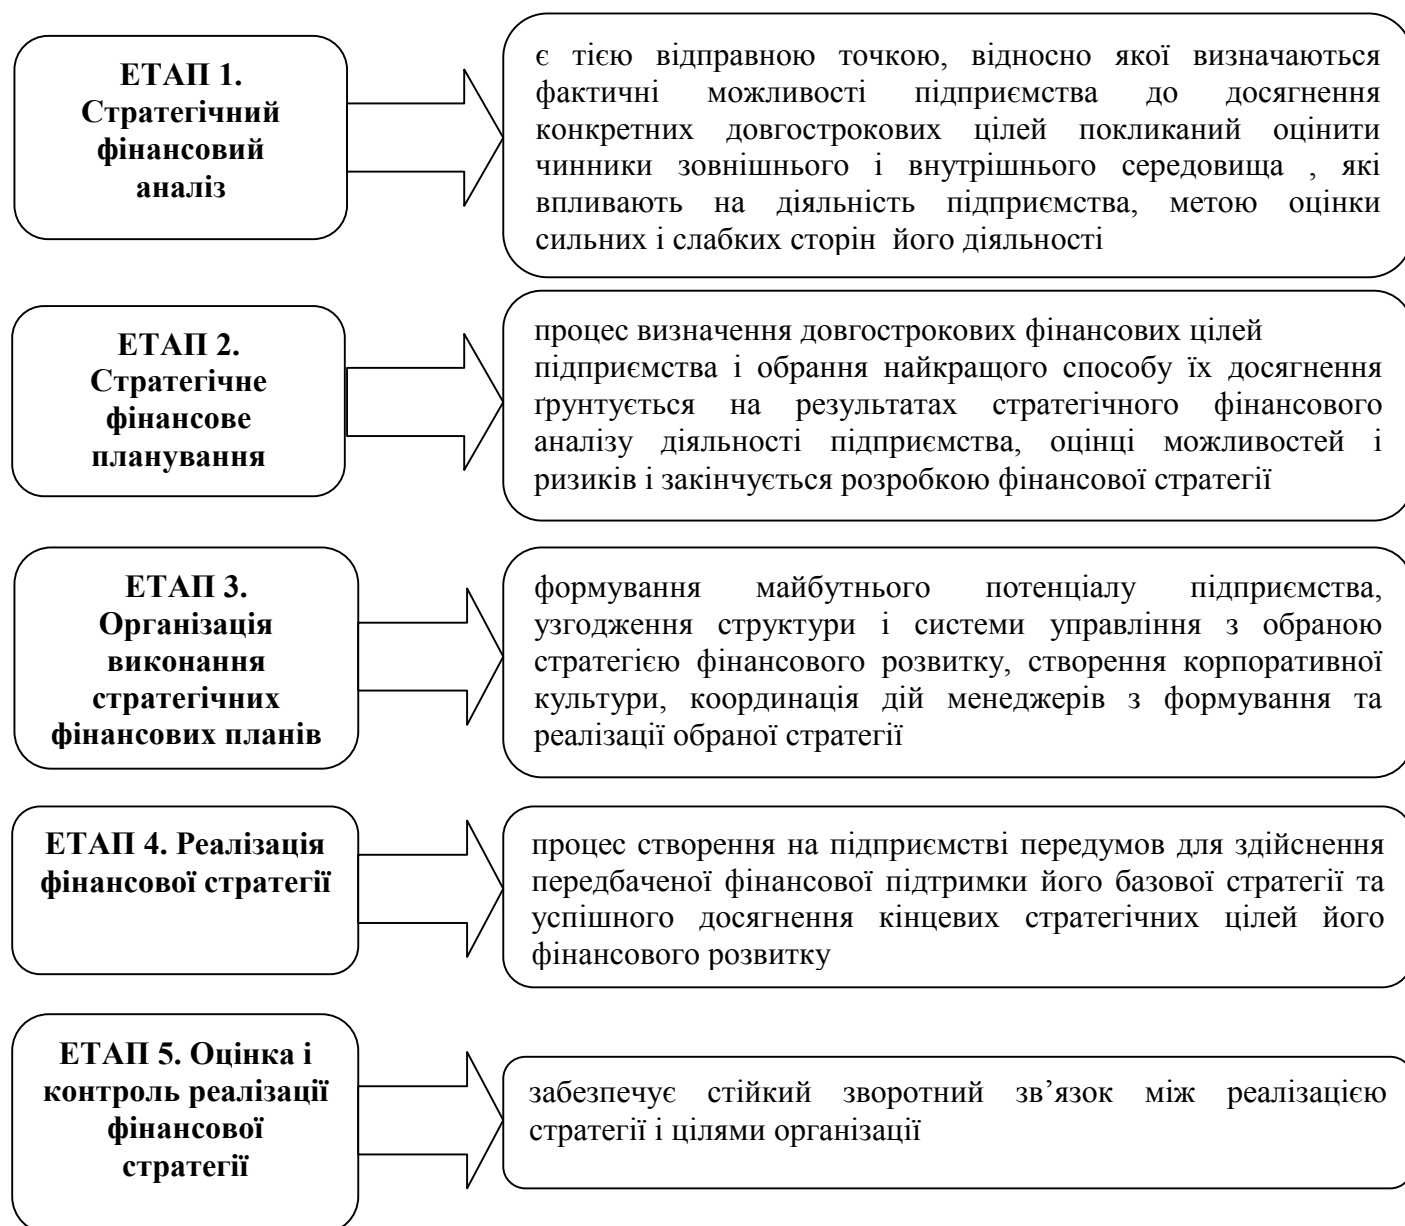 ЕТАП 1.
Стратегічний
фінансовий
аналіз
є тією відправною точкою, відносно якої визначаються
фактичні можливості підприємства до досягнення
конкретних довгострокових цілей покликаний оцінити
чинники зовнішнього і внутрішнього середовища , які
впливають на діяльність підприємства, метою оцінки
сильних і слабких сторін його діяльності
ЕТАП 2.
Стратегічне
фінансове
планування
процес визначення довгострокових фінансових цілей
підприємства і обрання найкращого способу їх досягнення
ґрунтується на результатах стратегічного фінансового
аналізу діяльності підприємства, оцінці можливостей і
ризиків і закінчується розробкою фінансової стратегії
ЕТАП 3.
Організація
виконання
стратегічних
фінансових планів
формування майбутнього потенціалу підприємства,
узгодження структури і системи управління з обраною
стратегією фінансового розвитку, створення корпоративної
культури, координація дій менеджерів з формування та
реалізації обраної стратегії
ЕТАП 4. Реалізація
фінансової стратегії
процес створення на підприємстві передумов для здійснення
передбаченої фінансової підтримки його базової стратегії та
успішного досягнення кінцевих стратегічних цілей його
фінансового розвитку
ЕТАП 5. Оцінка і
контроль реалізації
фінансової
стратегії
забезпечує стійкий зворотний зв’язок між реалізацією
стратегії і цілями організації